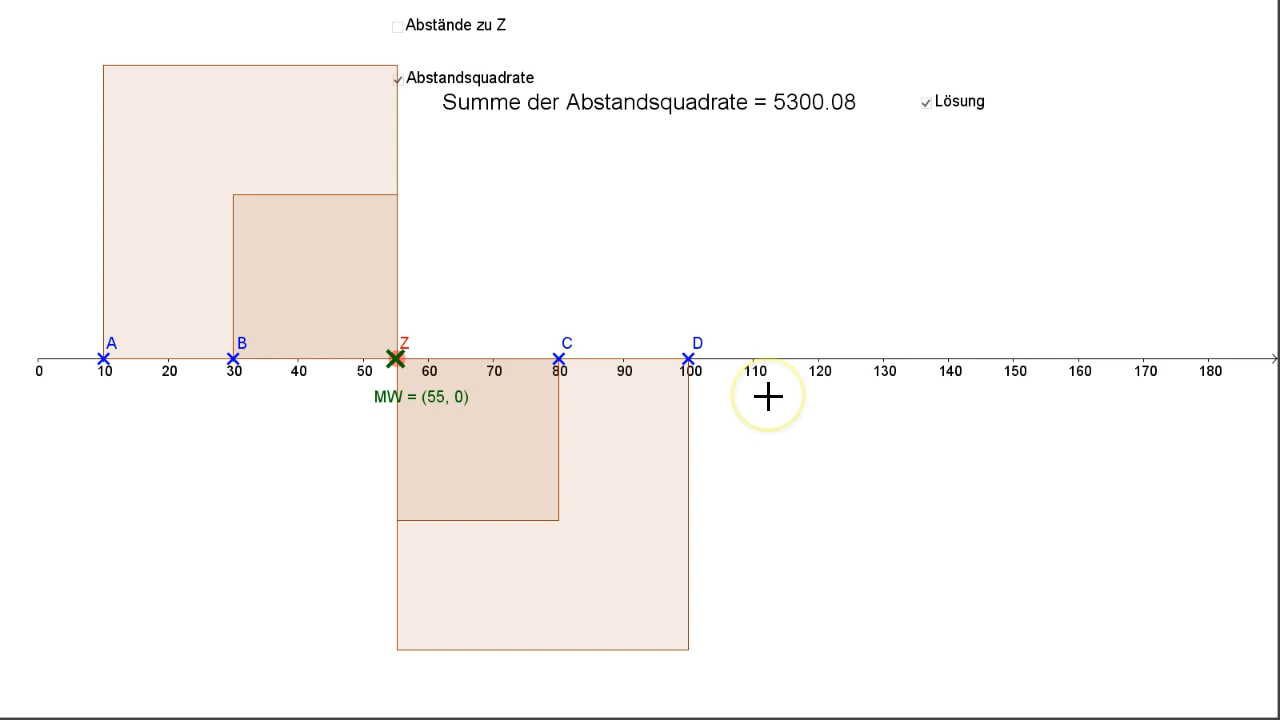 Abstände zu Z
Abstandsquadrate
Summe der Abstandsquadrate = 5300.08
Lösung
A B Z C D
0 10 20 30 40 50 60 70 80 90 100 110 120 130 140 150 160 170 180
MW = (55, 0)